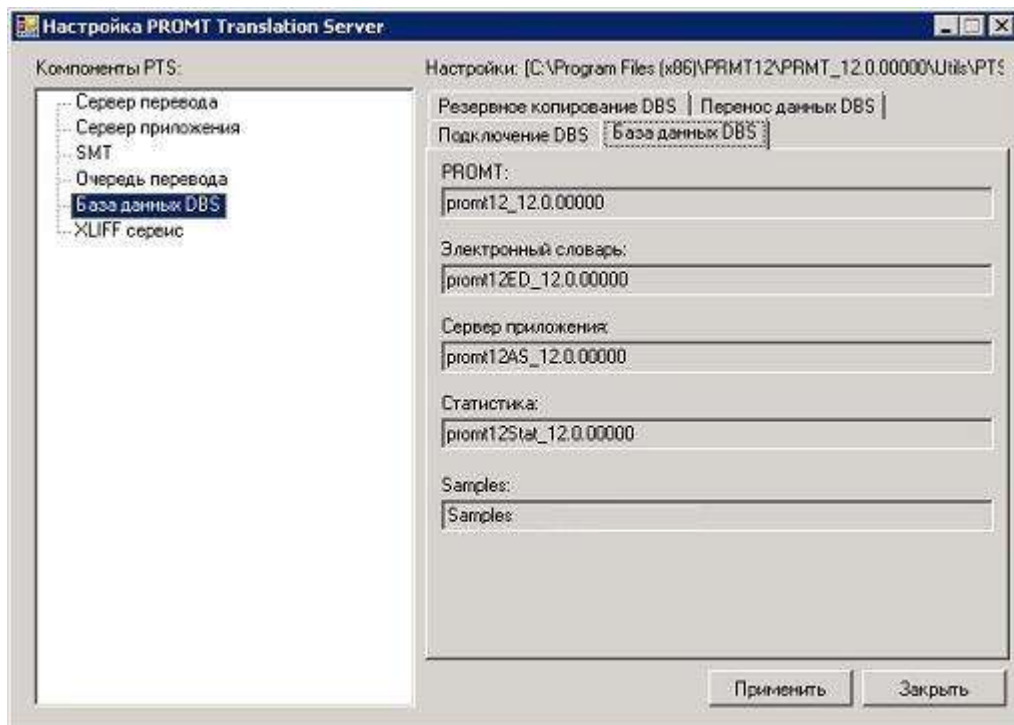 Настройка PROMT Translation Server
Компоненты PTS:
Сервер перевода
Сервер приложения
SMT
Очередь перевода
База данных DBS
XLIFF сервис
Настройки: [C:\Program Files (x86)\PRMT12\PRMT_12.0.00000\Utils\PTS
Резервное копирование DBS
Перенос данных DBS
Подключение DBS
База данных DBS
PROMT:
promt12_12.0.00000
Электронный словарь:
promt12ED_12.0.00000
Сервер приложения:
promt12AS_12.0.00000
Статистика:
promt12Stat_12.0.00000
Samples:
Samples
Применить
Закрыть